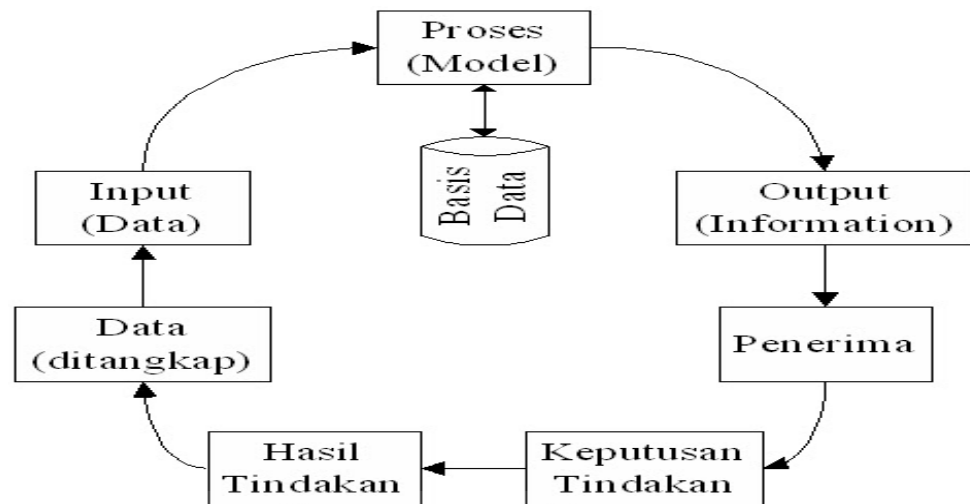 Proses
(Model)
Basis
Data
Input
(Data)
Output
(Information)
Data
(ditangkap)
Penerima
Hasil
Tindakan
Keputusan
Tindakan